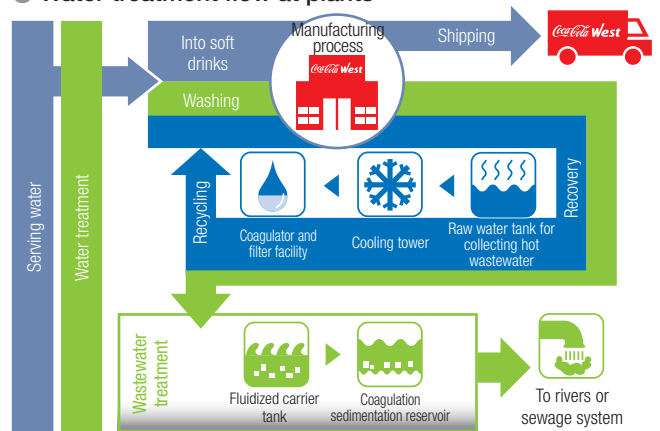 Water treatment flow at plants
Serving water
Water treatment
Into soft
drinks
Manufacturing
process
Coca-Cola West
Shipping
Coca-Cola West
Washing
Recycling
Recovery
Coagulator and
filter facility
Cooling tower
Raw water tank for
collecting hot
wastewater
Wastewater
treatment
Fluidized carrier
tank
Coagulation
sedimentation reservoir
To rivers or
sewage system